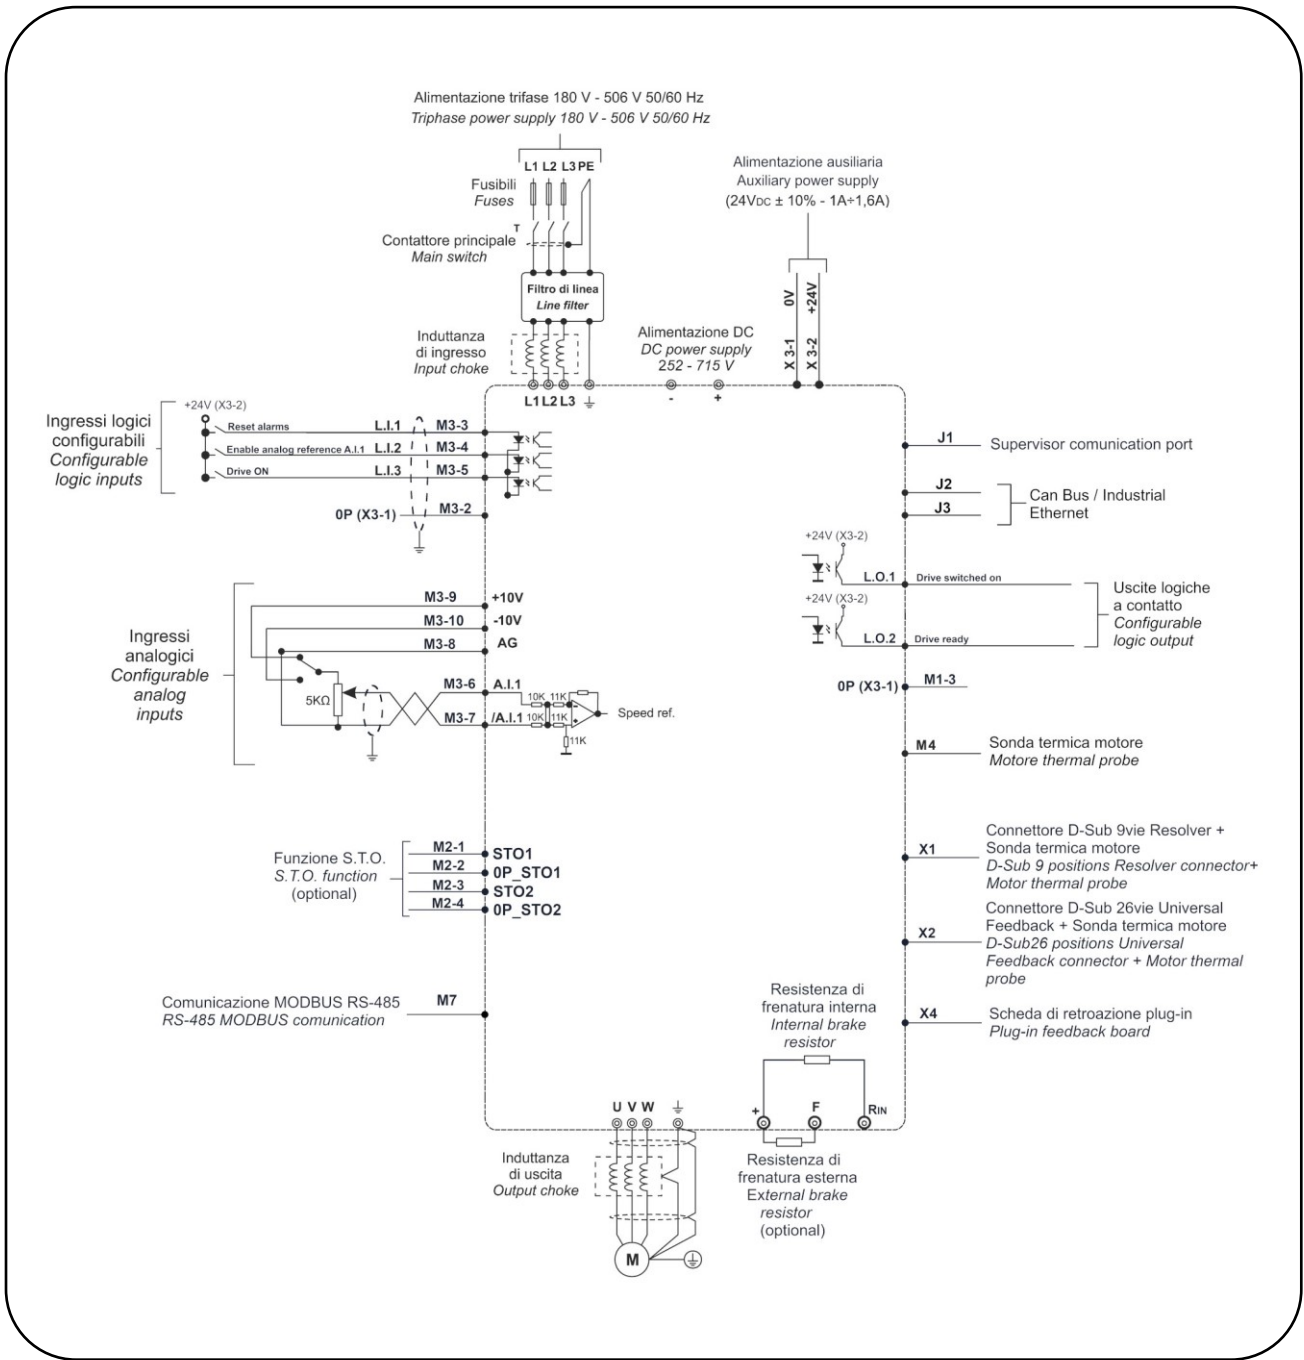 Alimentazione trifase 180 V - 506 V 50/60 Hz
Triphase power supply 180 V - 506 V 50/60 Hz
L1 L2 L3 PE
Fusibili
Fuses
T
Contattore principale
Main switch
Filtro di linea
Line filter
Induttanza
di ingresso
Input choke
L1 L2 L3
Alimentazione ausiliaria
Auxiliary power supply
(24VDC ± 10% - 1A÷1,6A)
0V
+24V
X 3-1
X 3-2
Alimentazione DC
DC power supply
252 - 715 V
-
+
Ingressi logici
configurabili
Configurable
logic inputs
+24V (X3-2)
Reset alarms L.I.1 M3-3
Enable analog reference A.I.1 L.I.2 M3-4
Drive ON L.I.3 M3-5
0P (X3-1) M3-2
J1 Supervisor comunication port
J2
J3
Can Bus / Industrial
Ethernet
+24V (X3-2)
L.O.1 Drive switched on
+24V (X3-2)
L.O.2 Drive ready
Uscite logiche
a contatto
Configurable
logic output
0P (X3-1) M1-3
Ingressi
analogici
Configurable
analog
inputs
M3-9 +10V
M3-10 -10V
M3-8 AG
5KΩ
M3-6 A.I.1
10K 11K
M3-7 /A.I.1
10K 11K
11K
- 
+
Speed ref.
M4 Sonda termica motore
Motore thermal probe
Funzione S.T.O.
S.T.O. function
(optional)
M2-1 STO1
M2-2 0P_STO1
M2-3 STO2
M2-4 0P_STO2
X1
Connettore D-Sub 9vie Resolver +
Sonda termica motore
D-Sub 9 positions Resolver connector+
Motor thermal probe
X2
Connettore D-Sub 26vie Universal
Feedback + Sonda termica motore
D-Sub26 positions Universal
Feedback connector + Motor thermal
probe
X4
Scheda di retroazione plug-in
Plug-in feedback board
Comunicazione MODBUS RS-485
RS-485 MODBUS comunication
M7
Resistenza di
frenatura interna
Internal brake
resistor
U V W
+ F RIN
Induttanza
di uscita
Output choke
M
Resistenza di
frenatura esterna
External brake
resistor
(optional)